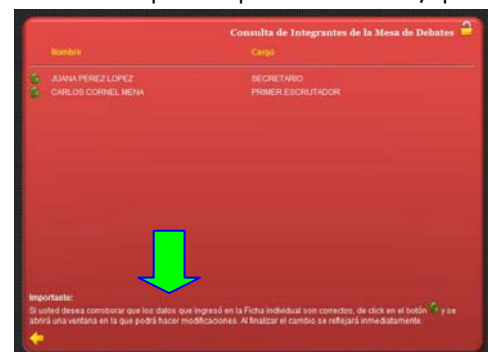 Consulta de Integrantes de la Mesa de Debates
Nombre Cargo
JUANA PEREZ LOPEZ SECRETARIO
CARLOS CORNEL MENA PRIMER ESCRUTADOR
Importante:
Si usted desea corroborar que los datos que ingresó en la Ficha individual son correctos, de click en el botón y se
abrirá una ventana en la que podrá hacer modificaciones. Al finalizar el cambio se reflejará inmediatamente.